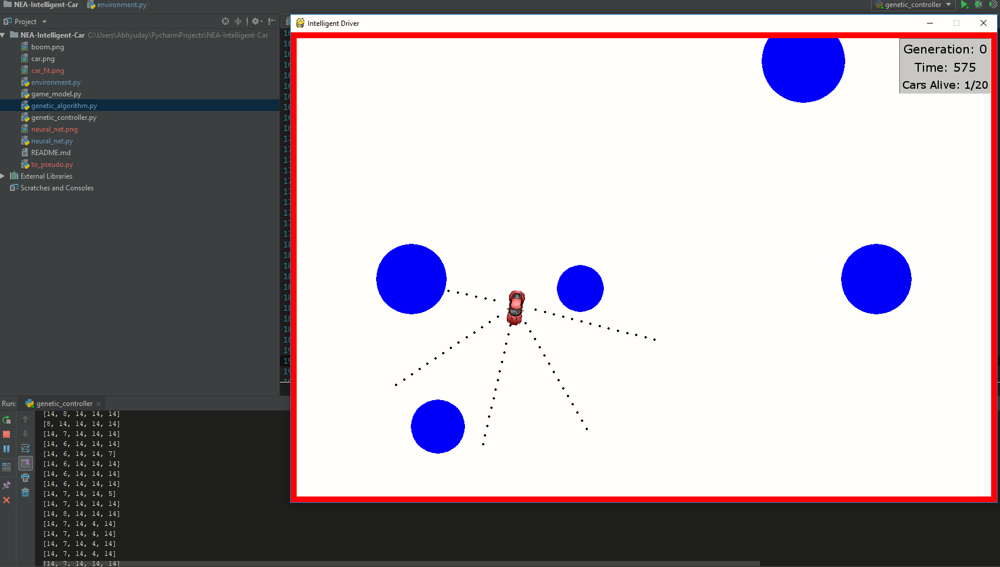 NEA-Intelligent-Car
environment.py
genetic_controller
Project
NEA-Intelligent-Car C:\Users\Abhyuday\PycharmProjects\NEA-Intelligent-Car
boom.png
car.png
car_fit.png
environment.py
game_model.py
genetic_algorithm.py
genetic_controller.py
neural_net.png
neural_net.py
README.md
to_pseudo.py
External Libraries
Scratches and Consoles
Intelligent Driver
Generation: 0
Time: 575
Cars Alive: 1/20
Run: genetic_controller
[14, 8, 14, 14, 14]
[8, 14, 14, 14, 14]
[14, 7, 14, 14, 14]
[14, 6, 14, 14, 14]
[14, 6, 14, 14, 7]
[14, 6, 14, 14, 14]
[14, 6, 14, 14, 14]
[14, 6, 14, 14, 14]
[14, 7, 14, 14, 5]
[14, 7, 14, 14, 14]
[14, 8, 14, 14, 14]
[14, 7, 14, 4, 14]
[14, 7, 14, 4, 14]
[14, 7, 14, 4, 14]
[14, 7, 14, 4, 14]
[14, 7, 14, 14, 14]